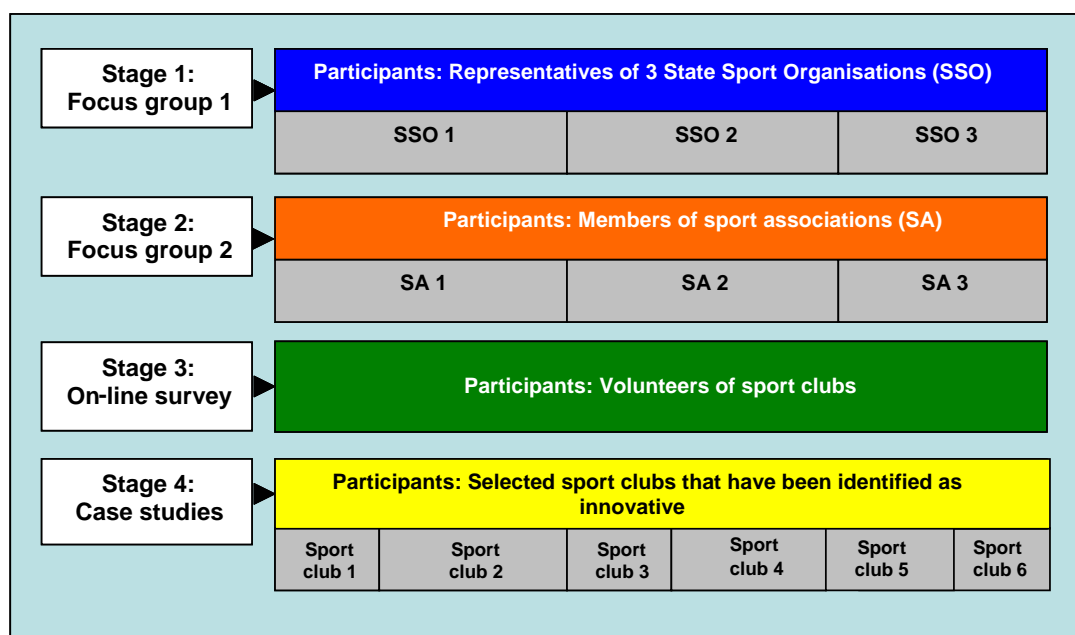 Stage 1:
Focus group 1
Participants: Representatives of 3 State Sport Organisations (SSO)
SSO 1
SSO 2
SSO 3
Stage 2:
Focus group 2
Participants: Members of sport associations (SA)
SA 1
SA 2
SA 3
Stage 3:
On-line survey
Participants: Volunteers of sport clubs
Stage 4:
Case studies
Participants: Selected sport clubs that have been identified as
innovative
Sport
club 1
Sport
club 2
Sport
club 3
Sport
club 4
Sport
club 5
Sport
club 6